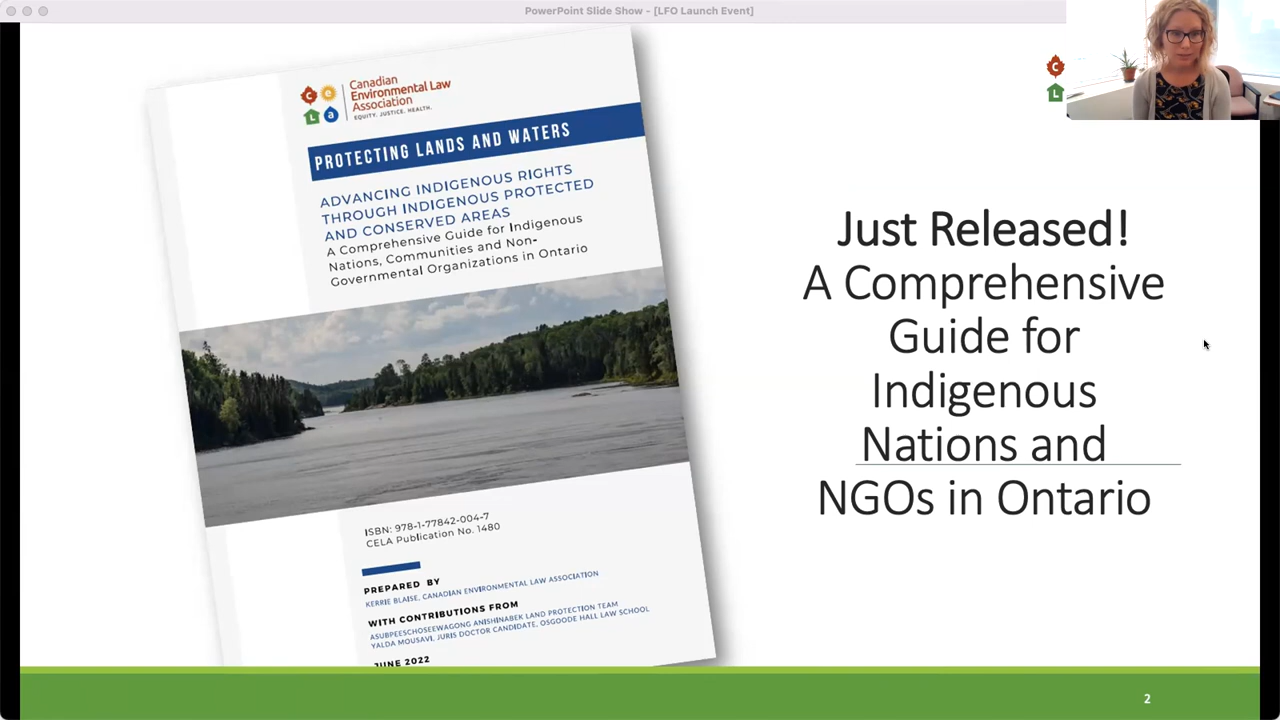 PowerPoint Slide Show - [LFO Launch Event]
c e
L a
Canadian
Environmental Law
Association
EQUITY. JUSTICE. HEALTH.
PROTECTING LANDS AND WATERS
ADVANCING INDIGENOUS RIGHTS
THROUGH INDIGENOUS PROTECTED
AND CONSERVED AREAS
A Comprehensive Guide for Indigenous
Nations, Communities and Non-
Governmental Organizations in Ontario
ISBN: 978-1-77842-004-7
CELA Publication No. 1480
PREPARED BY
KERRIE BLAISE, CANADIAN ENVIRONMENTAL LAW ASSOCIATION
WITH CONTRIBUTIONS FROM
ASUBPEESCHOSEEWAGONG ANISHINABEK LAND PROTECTION TEAM
YALDA MOUSAVI, JURIS DOCTOR CANDIDATE, OSGOODE HALL LAW SCHOOL
JUNE 2022
c
L
Just Released!
A Comprehensive
Guide for
Indigenous
Nations and
NGOs in Ontario
2